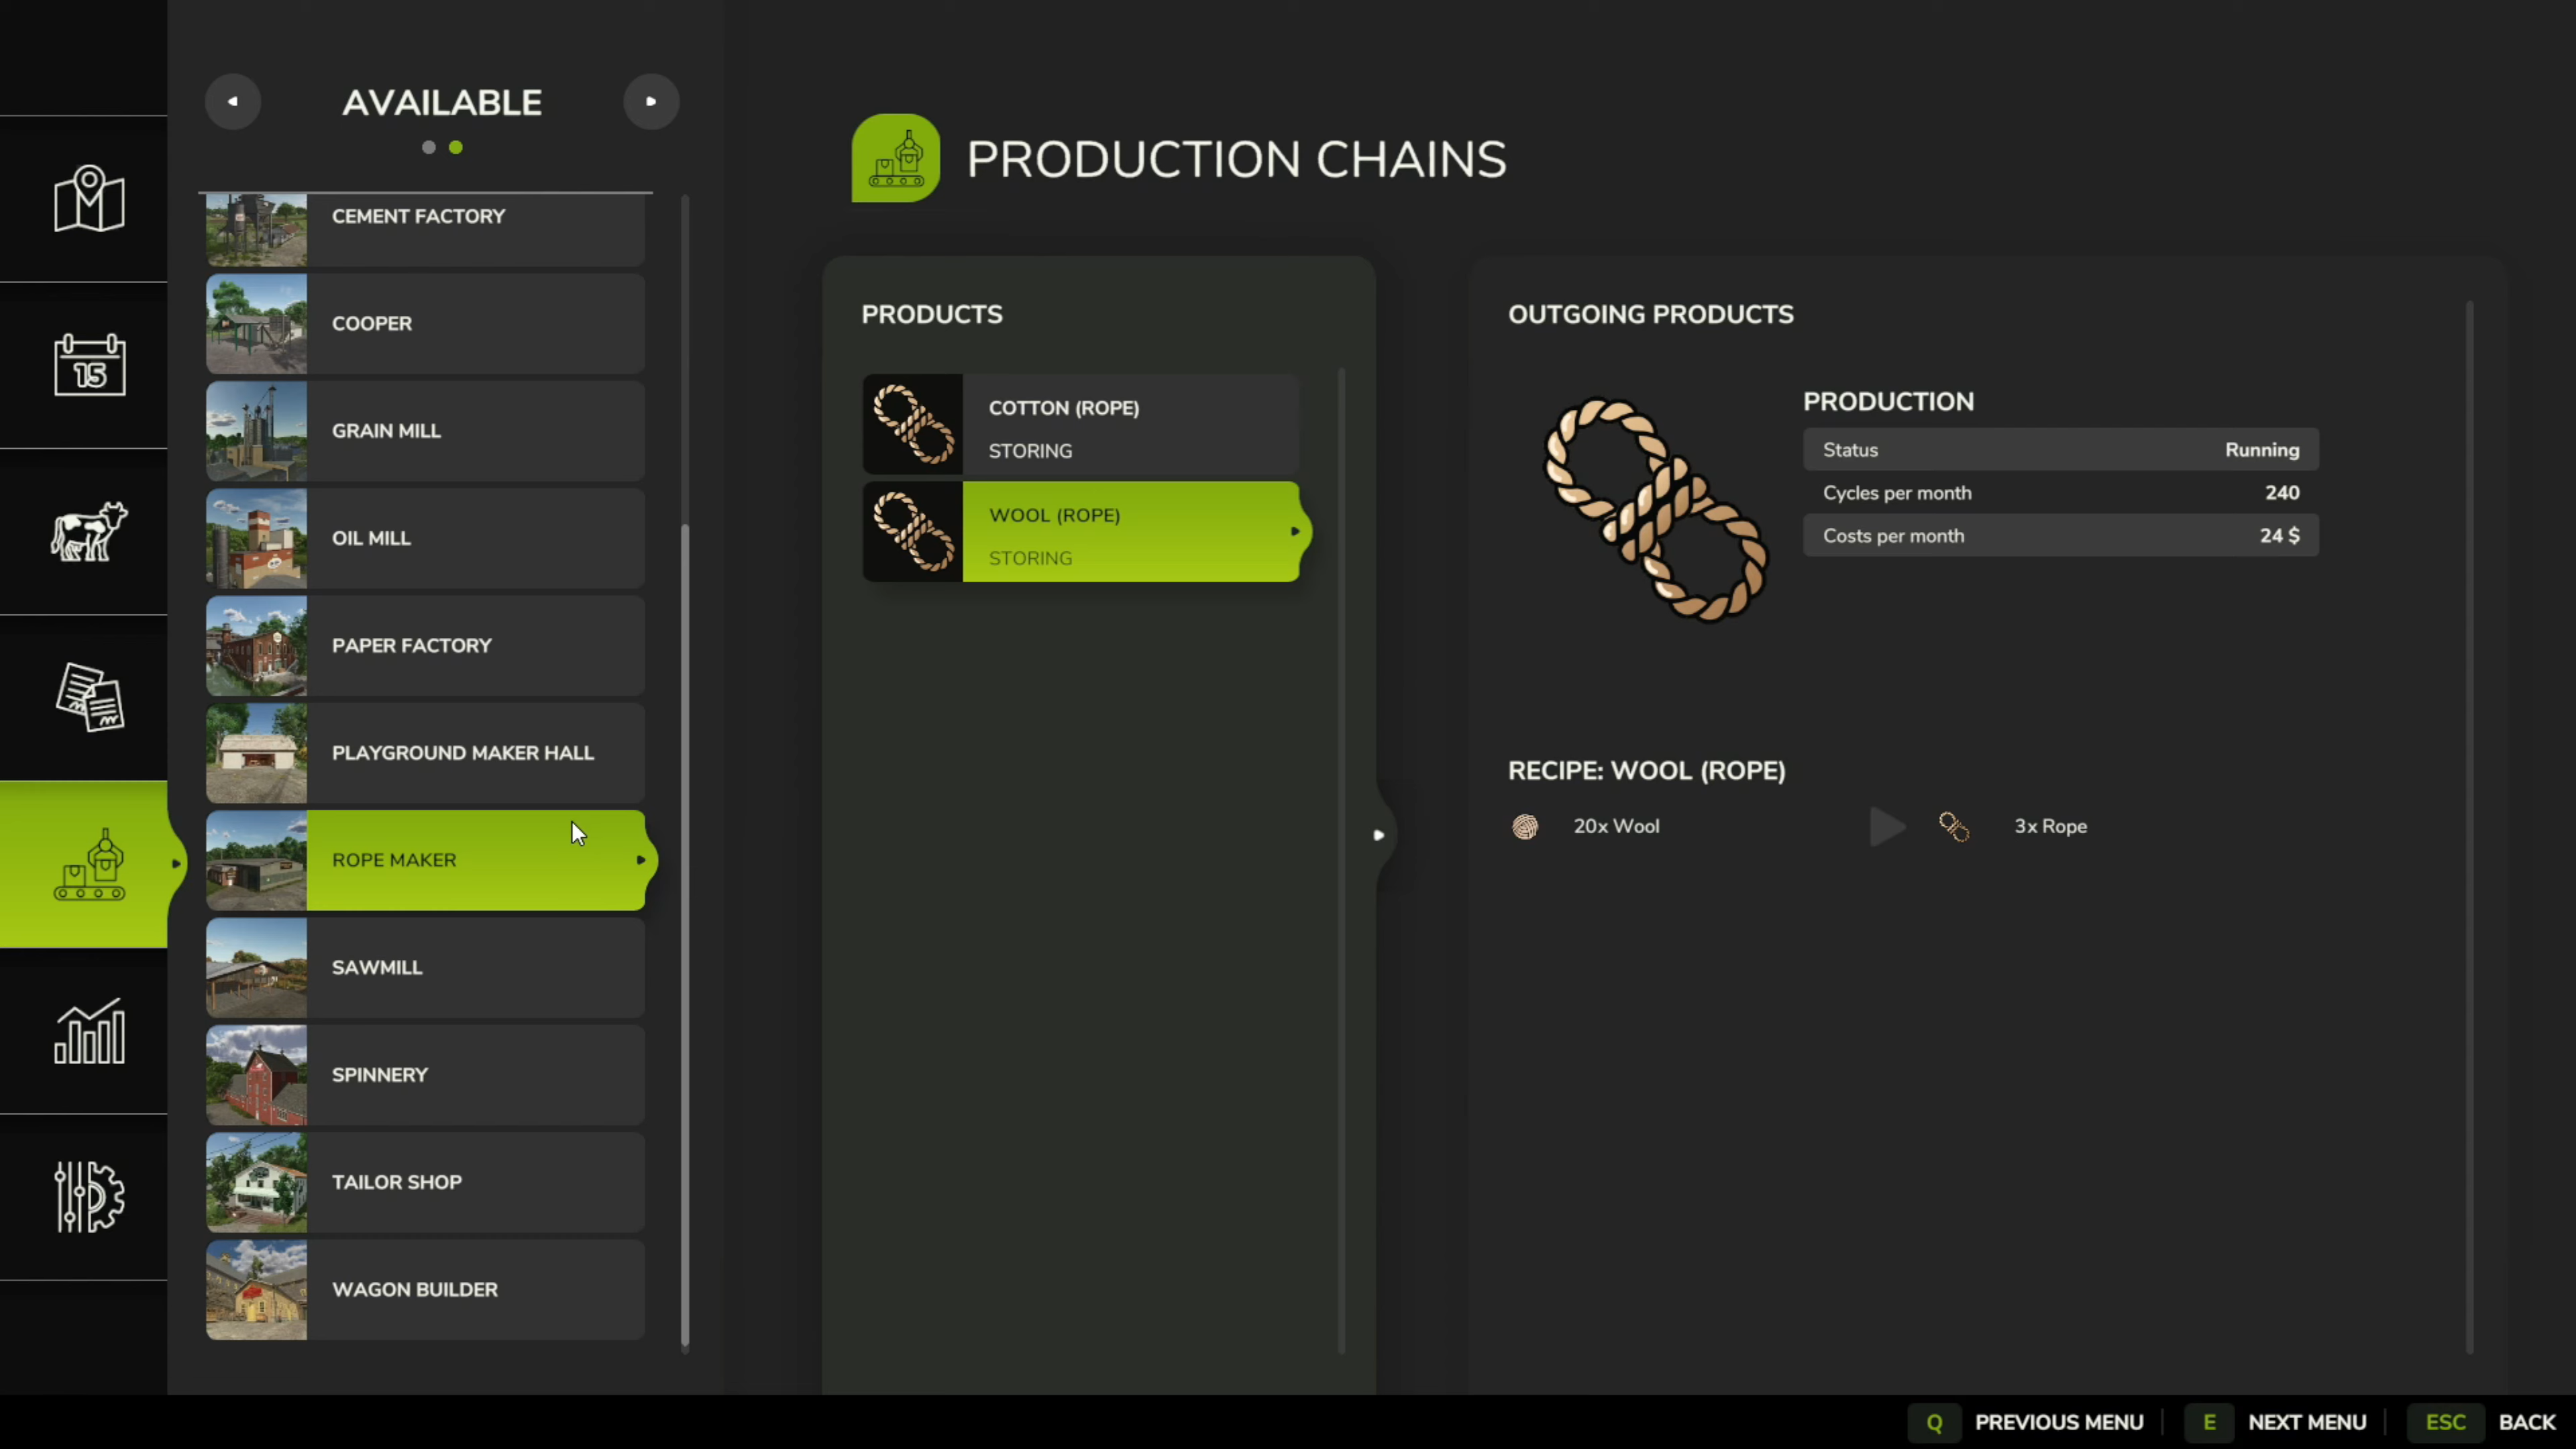 AVAILABLE
15
CEMENT FACTORY
COOPER
GRAIN MILL
OIL MILL
PAPER FACTORY
PLAYGROUND MAKER HALL
ROPE MAKER
SAWMILL
SPINNERY
TAILOR SHOP
WAGON BUILDER
PRODUCTION CHAINS
PRODUCTS
COTTON (ROPE)
STORING
WOOL (ROPE)
STORING
OUTGOING PRODUCTS
PRODUCTION
Status Running
Cycles per month 240
Costs per month 24 $
RECIPE: WOOL (ROPE)
20x Wool 3x Rope
Q PREVIOUS MENU E NEXT MENU ESC BACK